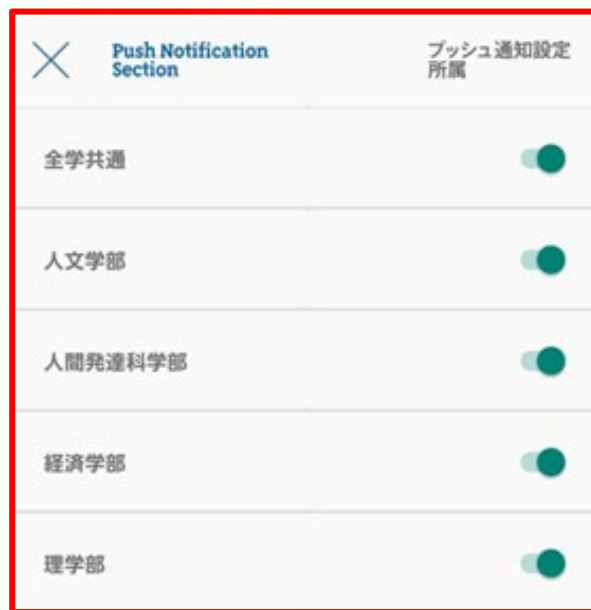 Push Notification
Section
プッシュ通知設定
所属
全学共通
人文学部
人間発達科学部
経済学部
理学部